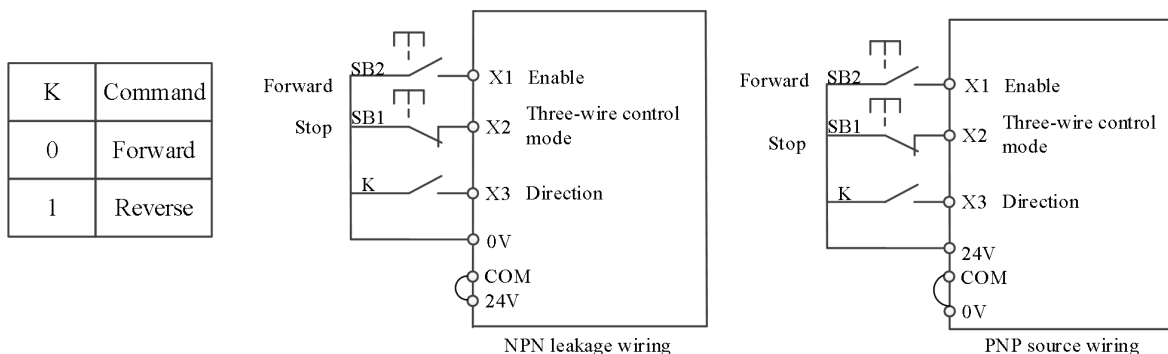 K Command
0 Forward
1 Reverse
Forward SB2 X1 Enable
Stop SB1 X2 Three-wire control
mode
K X3 Direction
0V
COM
24V
NPN leakage wiring
Forward SB2 X1 Enable
Stop SB1 X2 Three-wire control
mode
K X3 Direction
24V
COM
0V
PNP source wiring